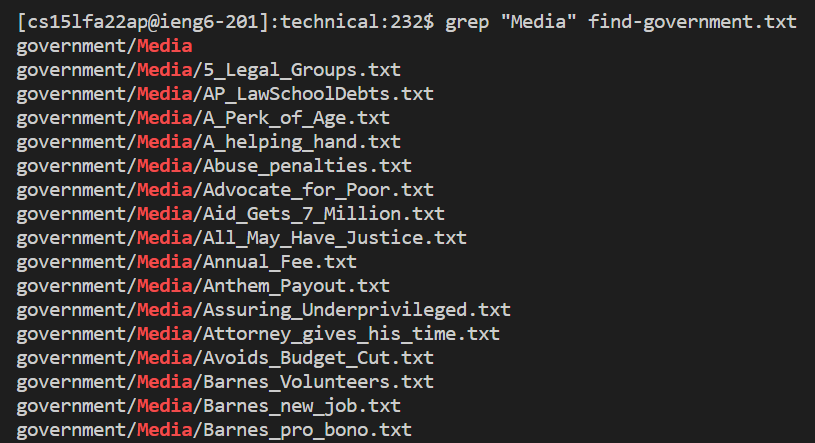 [cs15lfa22ap@ieng6-201]:technical:232$ grep "Media" find-government.txt
government/Media
government/Media/5_Legal_Groups.txt
government/Media/AP_LawSchoolDebts.txt
government/Media/A_Perk_of_Age.txt
government/Media/A_helping_hand.txt
government/Media/Abuse_penalties.txt
government/Media/Advocate_for_Poor.txt
government/Media/Aid_Gets_7_Million.txt
government/Media/All_May_Have_Justice.txt
government/Media/Annual_Fee.txt
government/Media/Anthem_Payout.txt
government/Media/Assuring_Underprivileged.txt
government/Media/Attorney_gives_his_time.txt
government/Media/Avoids_Budget_Cut.txt
government/Media/Barnes_Volunteers.txt
government/Media/Barnes_new_job.txt
government/Media/Barnes_pro_bono.txt